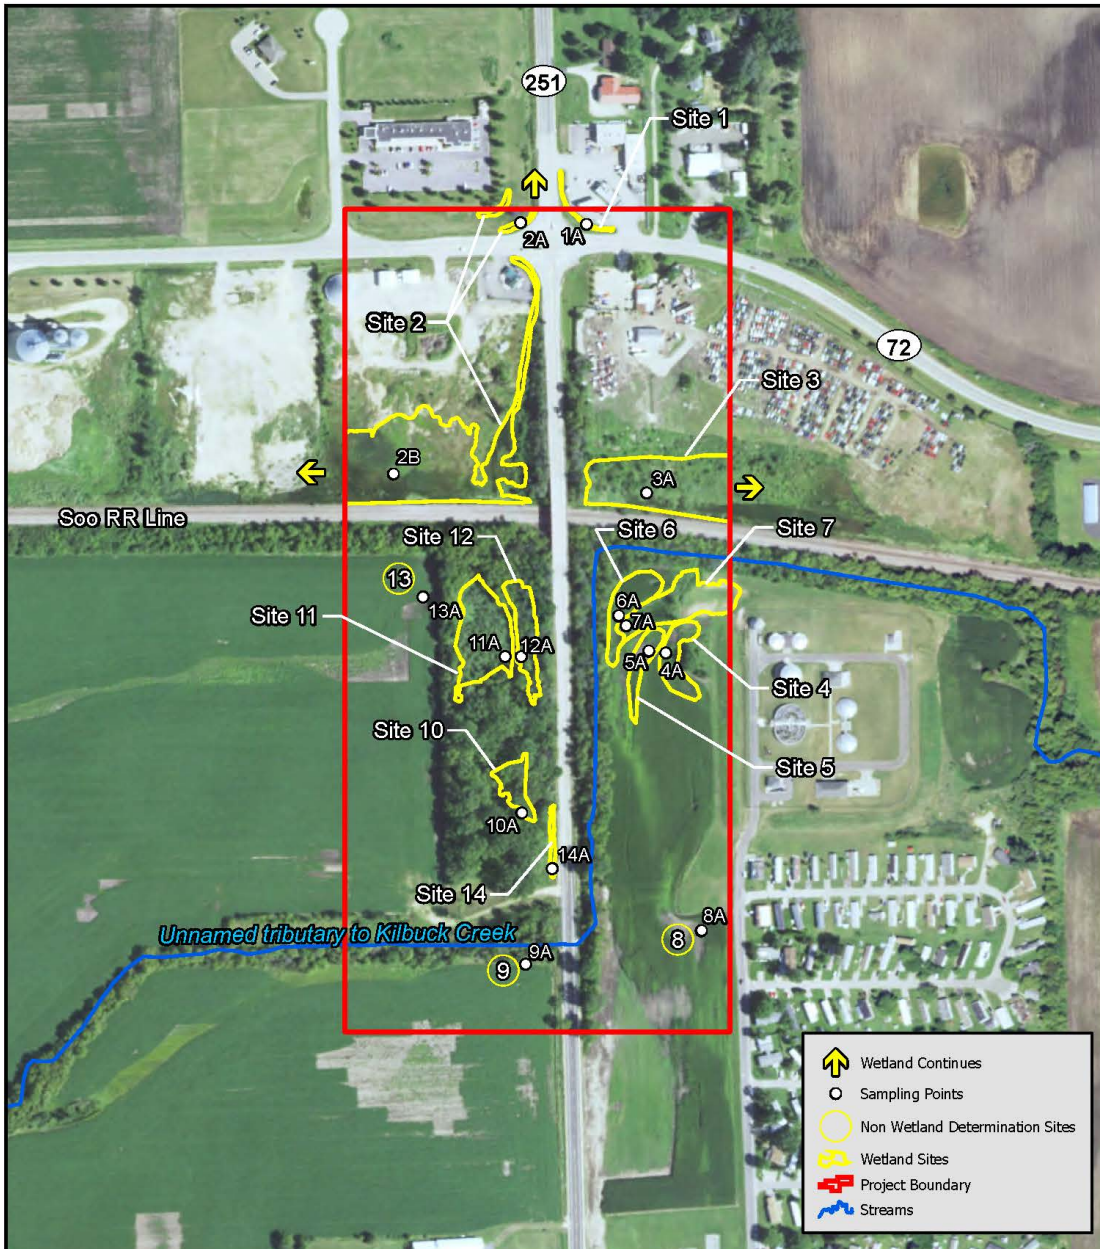 251
Site 1
2A
1A
Site 2
72
Site 3
2B
3A
Soo RR Line
Site 12
Site 6
Site 7
13
13A
6A
Site 11
7A
11A
12A
5A
4A
Site 4
Site 10
Site 5
10A
14A
Site 14
8A
Unnamed tributary to Kilbuck Creek
8
9A
9
Wetland Continues
Sampling Points
Non Wetland Determination Sites
Wetland Sites
Project Boundary
Streams